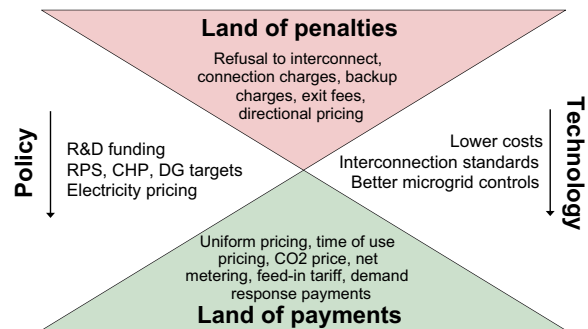 Land of penalties
Refusal to interconnect,
connection charges, backup
charges, exit fees,
directional pricing
Policy
R&D funding
RPS, CHP, DG targets
Electricity pricing
Lower costs
Interconnection standards
Better microgrid controls
Technology
Uniform pricing, time of use
pricing, CO2 price, net
metering, feed-in tariff, demand
response payments
Land of payments